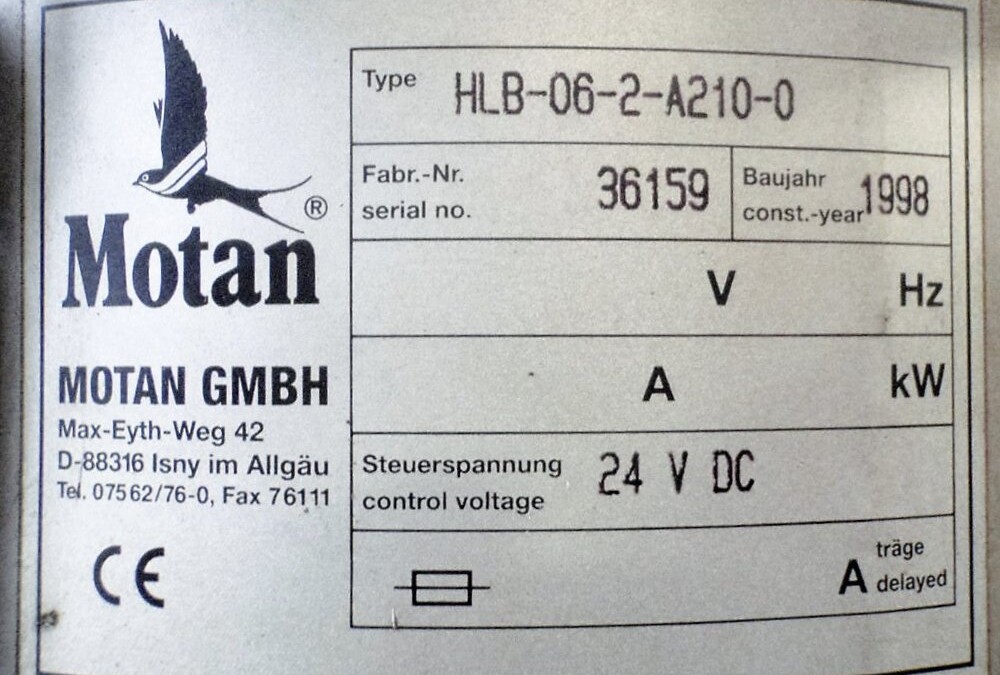 ®
Motan
MOTAN GMBH
Max-Eyth-Weg 42
D-88316 Isny im Allgäu
Tel. 07562/76-0, Fax 76111
CE
Type HLB-06-2-A210-0
Fabr.-Nr.
serial no. 36159
Baujahr
const.-year 1998
V Hz
A kW
Steuerspannung
control voltage 24 V DC
A träge
delayed